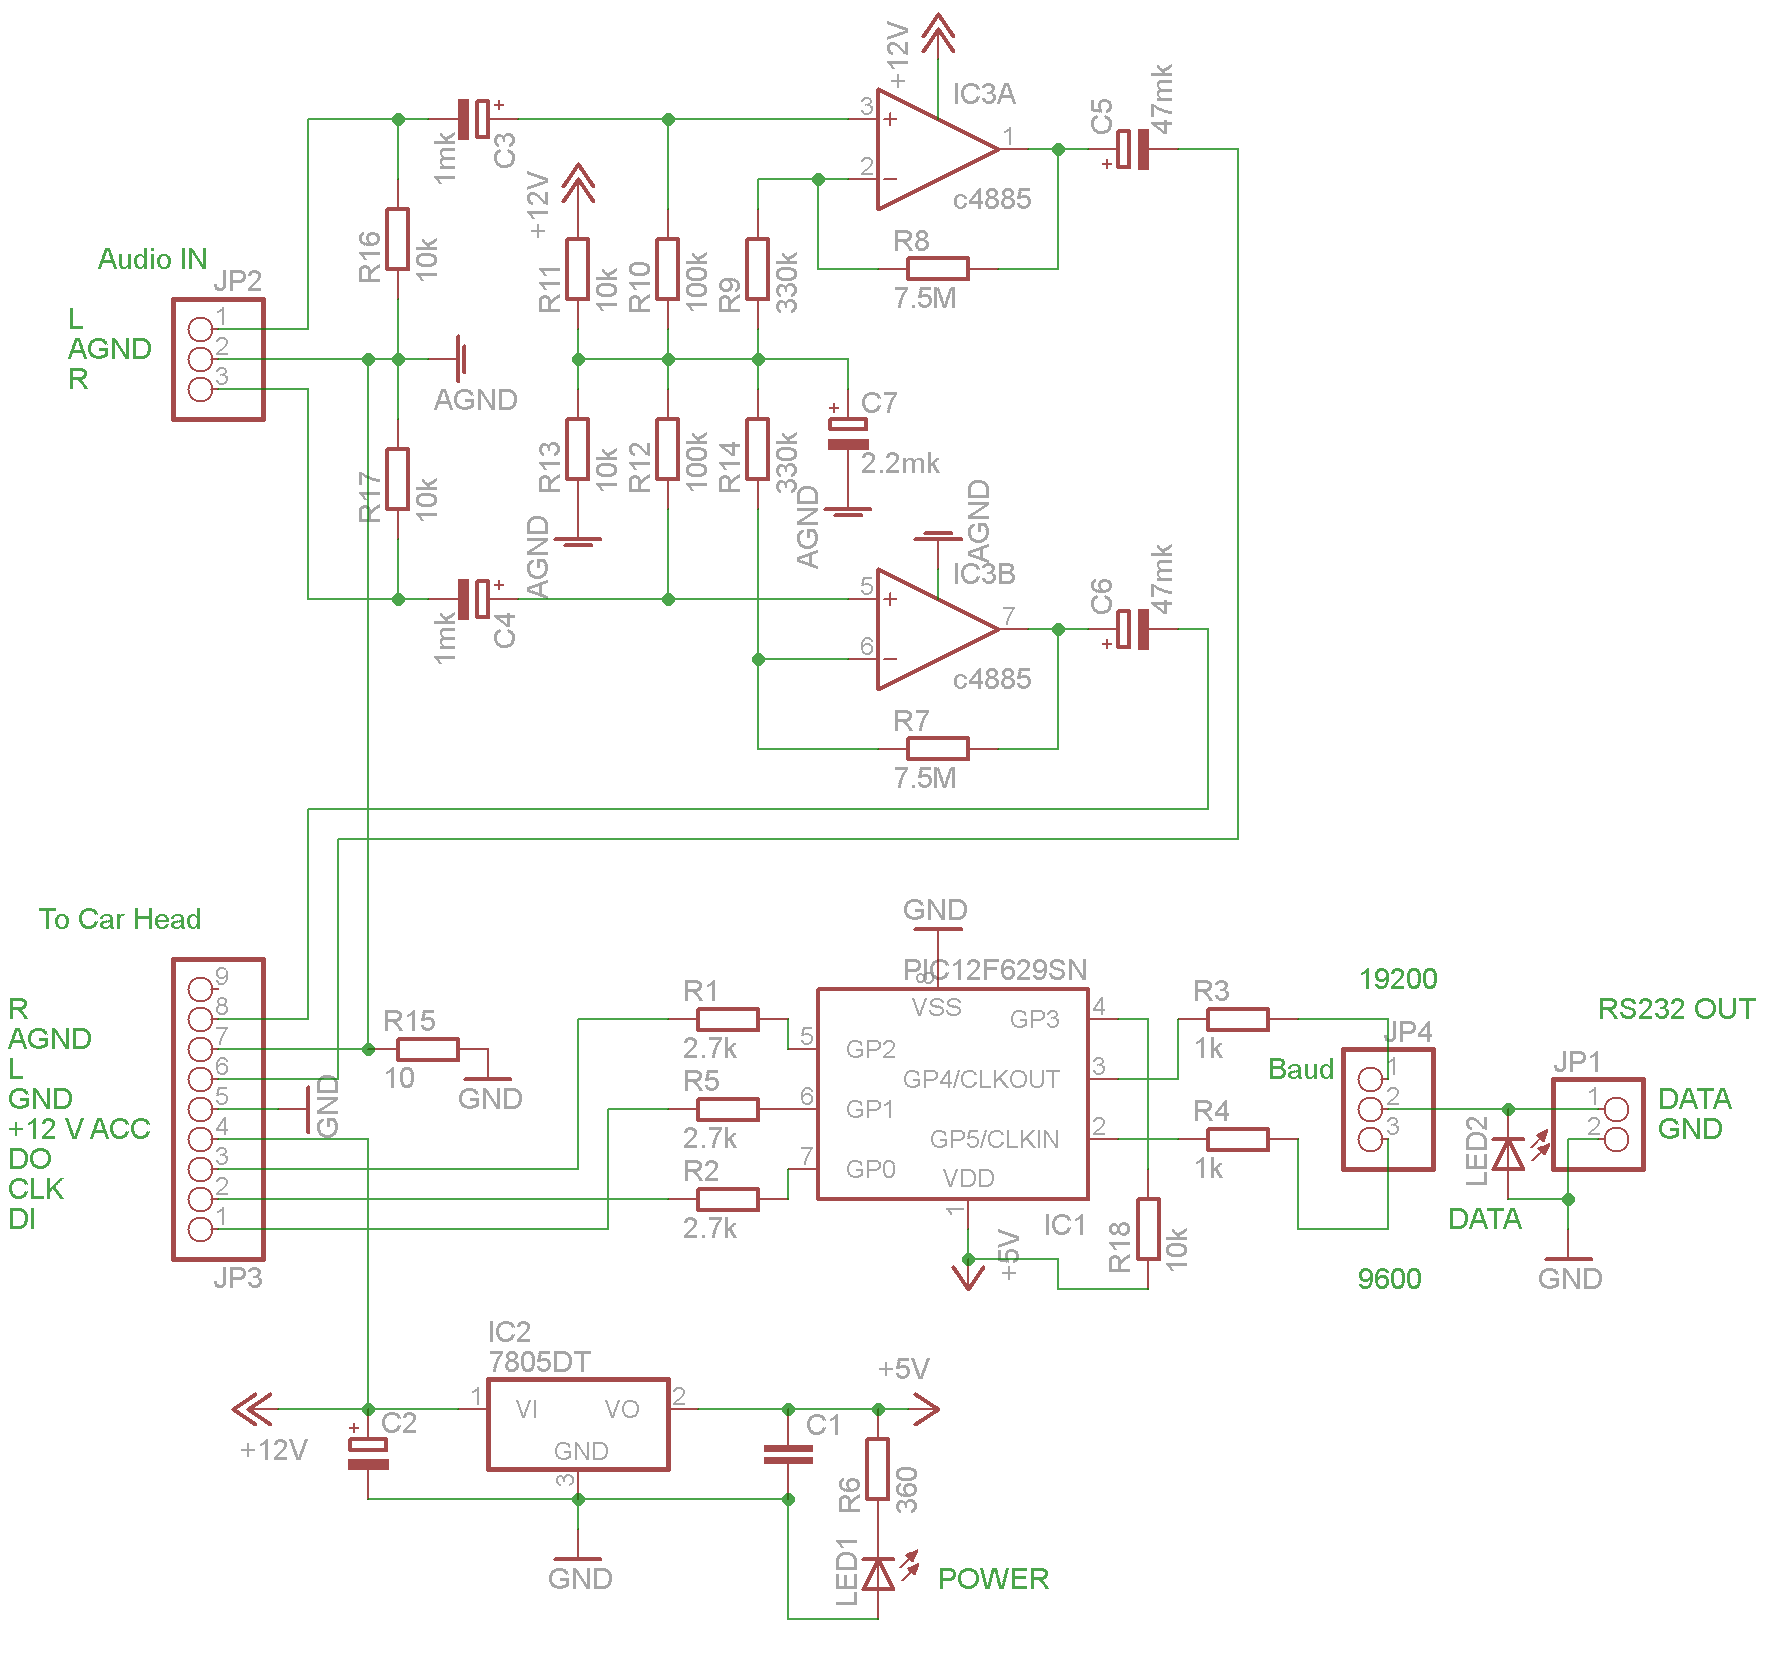 +12V
IC3A
3
2
1
c4885
C5
47mk
1mk
C3
+12V
R16
10k
R11
10k
R10
100k
R9
330k
R8
7.5M
Audio IN
JP2
L
AGND
R
1
2
3
AGND
R17
10k
R13
10k
R12
100k
R14
330k
C7
2.2mk
AGND
AGND
AGND
1mk
C4
IC3B
5
6
7
c4885
C6
47mk
R7
7.5M
To Car Head
R
AGND
L
GND
+12 V ACC
DO
CLK
DI
9
8
7
6
5
4
3
2
1
JP3
R15
10
GND
GND
R1
2.7k
R5
2.7k
R2
2.7k
GND
PIC12F629SN
8
VSS
GP3
GP2
GP4/CLKOUT
GP1
GP5/CLKIN
GP0
VDD
5
6
7
4
3
2
1
IC1
+5V
R3
1k
R4
1k
R18
10k
19200
JP4
Baud
1
2
3
9600
RS232 OUT
JP1
1
2
DATA
GND
LED2
DATA
GND
IC2
7805DT
1
VI
VO
2
GND
3
+12V
C2
C1
+5V
R6
360
LED1
POWER
GND